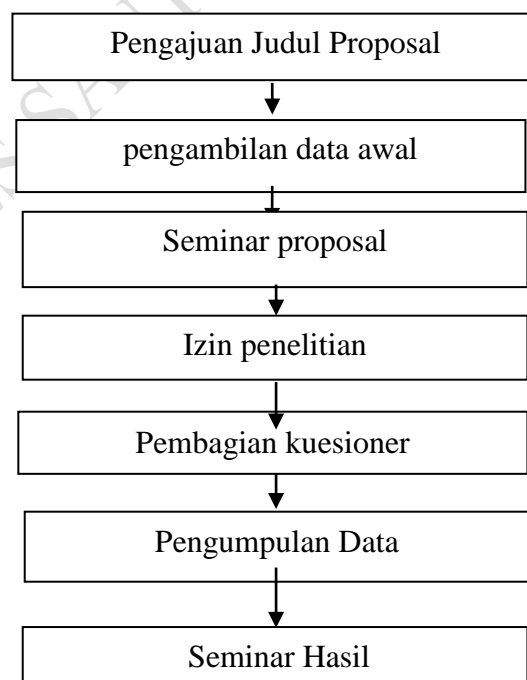 Pengajuan Judul Proposal
pengambilan data awal
Seminar proposal
Izin penelitian
Pembagian kuesioner
Pengumpulan Data
Seminar Hasil